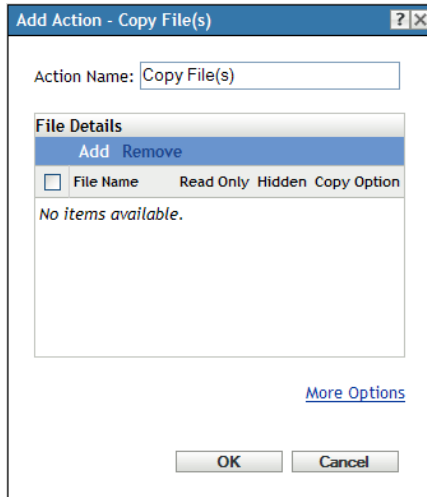 Add Action - Copy File(s) ? X
Action Name: Copy File(s)
File Details
Add Remove
File Name Read Only Hidden Copy Option
No items available.
More Options
OK Cancel